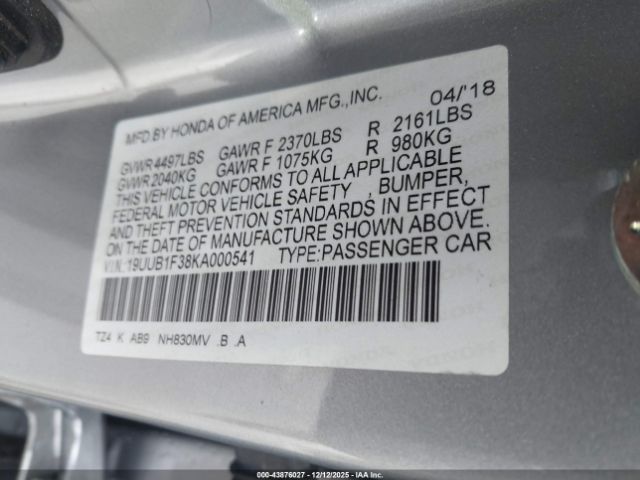 MFD.BY HONDA OF AMERICA MFG.,INC. 04/'18
GVWR 4497LBS GAWR F 2370LBS R 2161LBS
GVWR 2040KG GAWR F 1075KG R 980KG
THIS VEHICLE CONFORMS TO ALL APPLICABLE
FEDERAL MOTOR VEHICLE SAFETY , BUMPER,
AND THEFT PREVENTION STANDARDS IN EFFECT
ON THE DATE OF MANUFACTURE SHOWN ABOVE.
VIN:19UUB1F38KA000541 TYPE:PASSENGER CAR
TZ4 K AB9 NH830MV .B .A
000-43876027 - 12/12/2025 - IAA Inc.